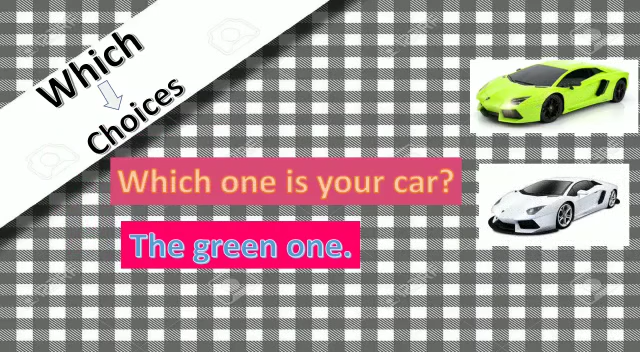 Which
Choices
Which one is your car?
The green one.